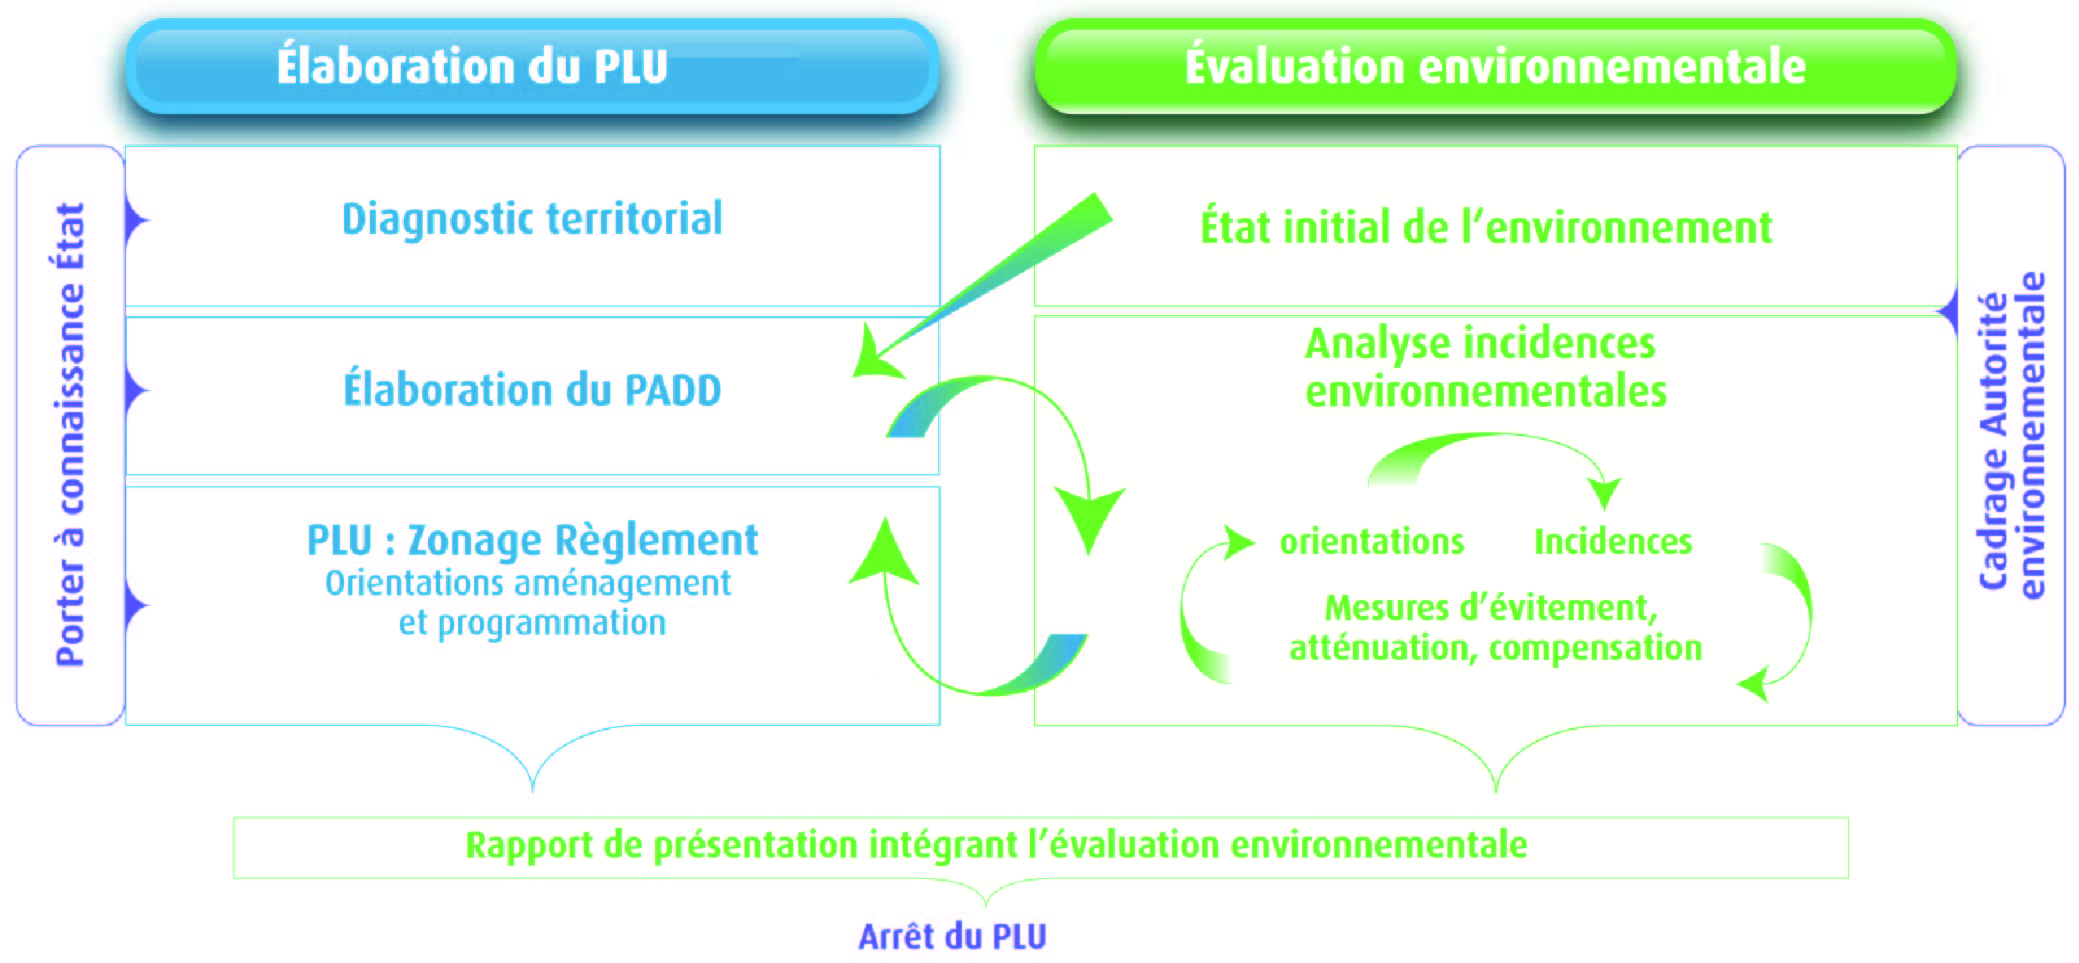 Élaboration du PLU
Évaluation environnementale
Porter à connaissance État
Diagnostic territorial
État initial de l’environnement
Élaboration du PADD
Analyse incidences
environnementales
PLU : Zonage Règlement
Orientations aménagement
et programmation
orientations
Incidences
Mesures d’évitement,
atténuation, compensation
Cadrage Autorité
environnementale
Rapport de présentation intégrant l’évaluation environnementale
Arrêt du PLU